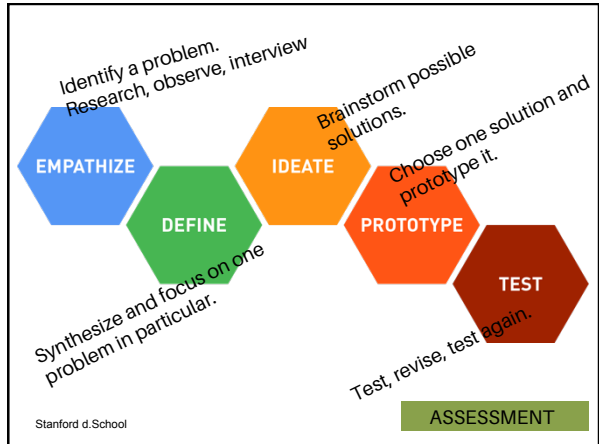 Identify a problem.
Research, observe, interview
EMPATHIZE
Synthesize and focus on one
problem in particular.
DEFINE
Brainstorm possible
solutions.
IDEATE
Choose one solution and
prototype it.
PROTOTYPE
TEST
Test, revise, test again.
Stanford d.School
ASSESSMENT